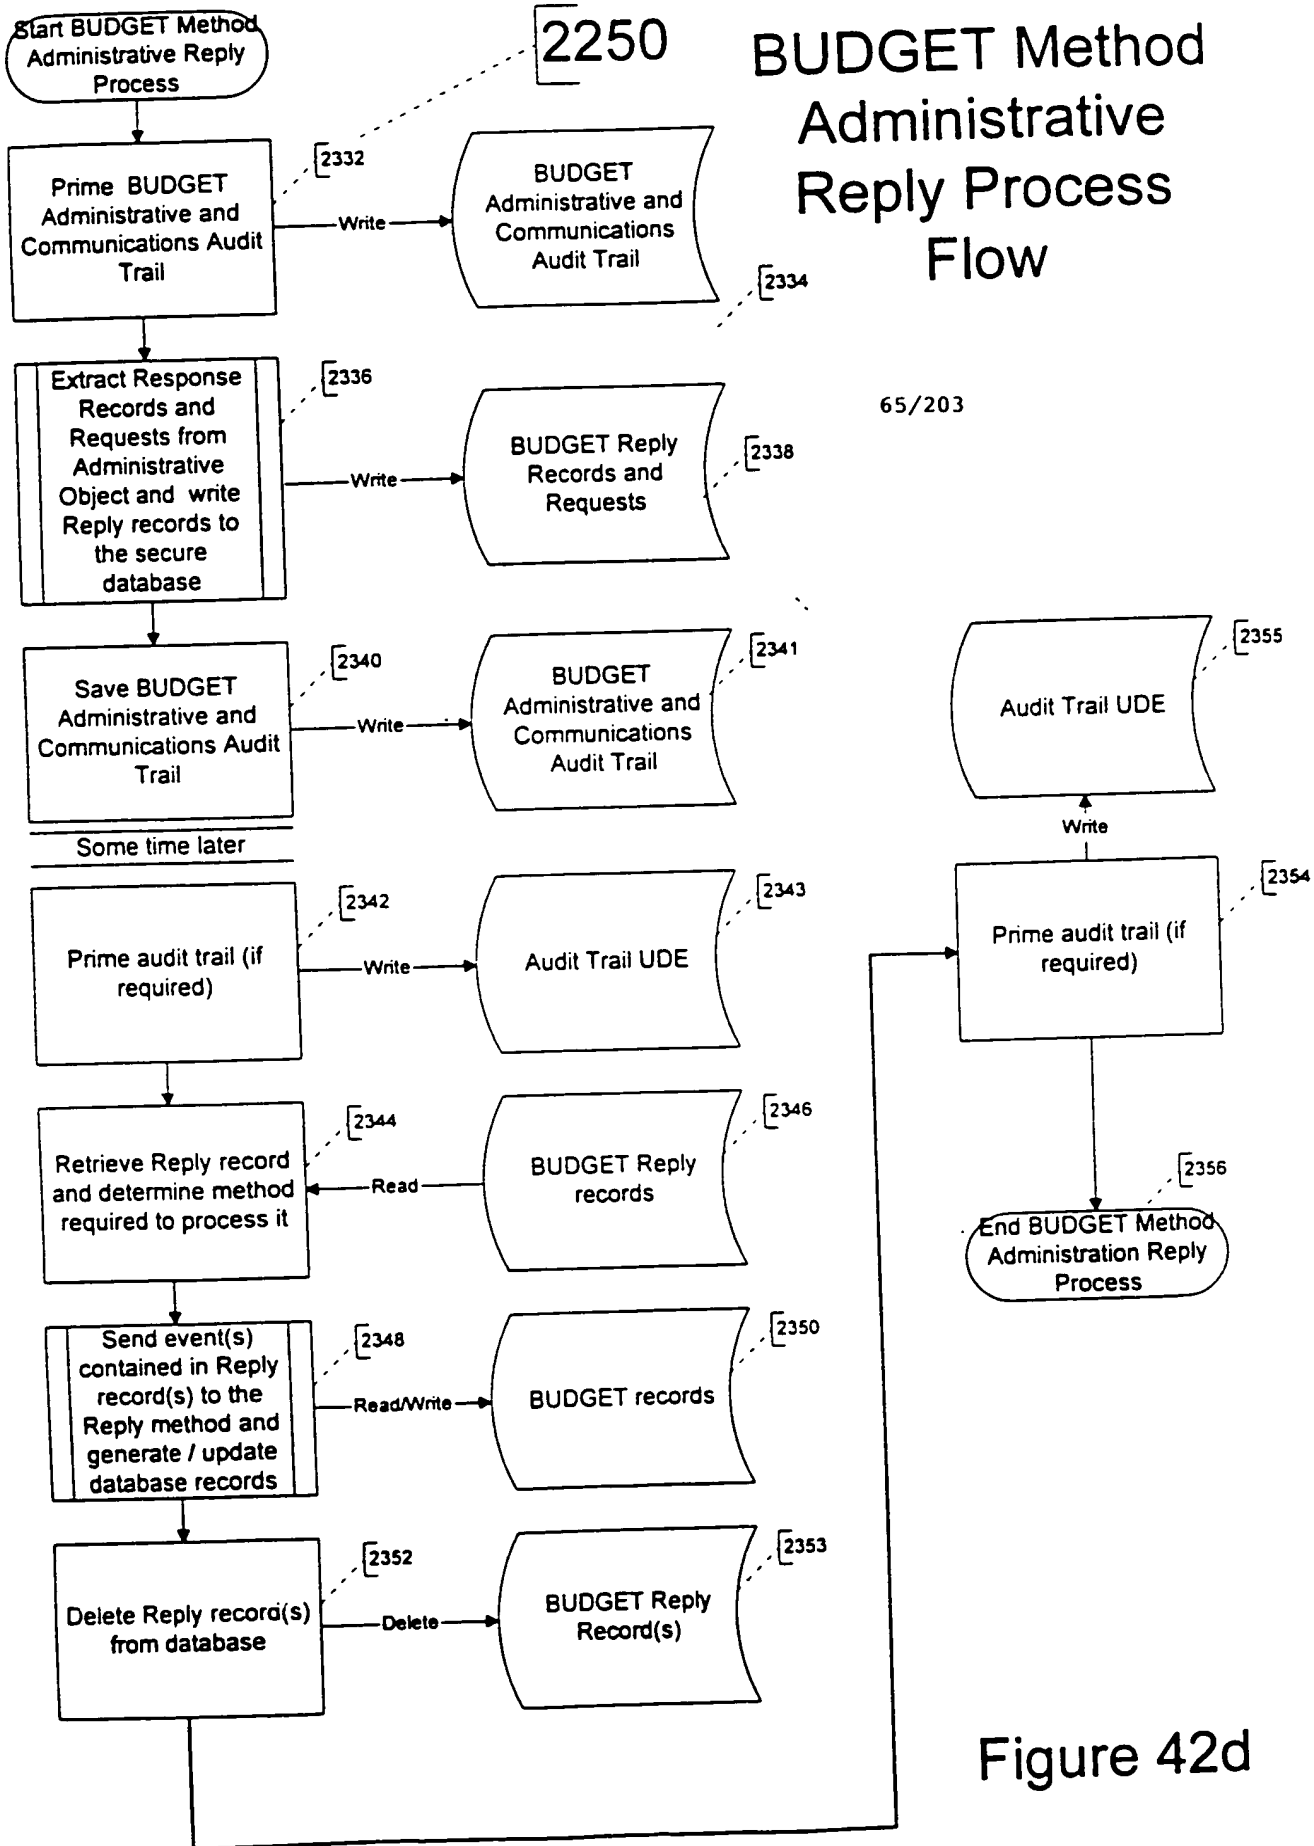 Start BUDGET Method
Administrative Reply
Process
2250
BUDGET Method
Administrative
Reply Process
Flow
Prime BUDGET
Administrative and
Communications Audit
Trail
2332
Write
BUDGET
Administrative and
Communications
Audit Trail
2334
65/203
Extract Response
Records and
Requests from
Administrative
Object and write
Reply records to
the secure
database
2336
Write
BUDGET Reply
Records and
Requests
2338
Save BUDGET
Administrative and
Communications Audit
Trail
2340
Write
BUDGET
Administrative and
Communications
Audit Trail
2341
Some time later
Prime audit trail (if
required)
2342
Write
Audit Trail UDE
2343
Retrieve Reply record
and determine method
required to process it
2344
Read
BUDGET Reply
records
2346
Send event(s)
contained in Reply
record(s) to the
Reply method and
generate / update
database records
2348
Read/Write
BUDGET records
2350
Delete Reply record(s)
from database
2352
Delete
BUDGET Reply
Record(s)
2353
Audit Trail UDE
2355
Write
Prime audit trail (if
required)
2354
2356
End BUDGET Method
Administration Reply
Process
Figure 42d